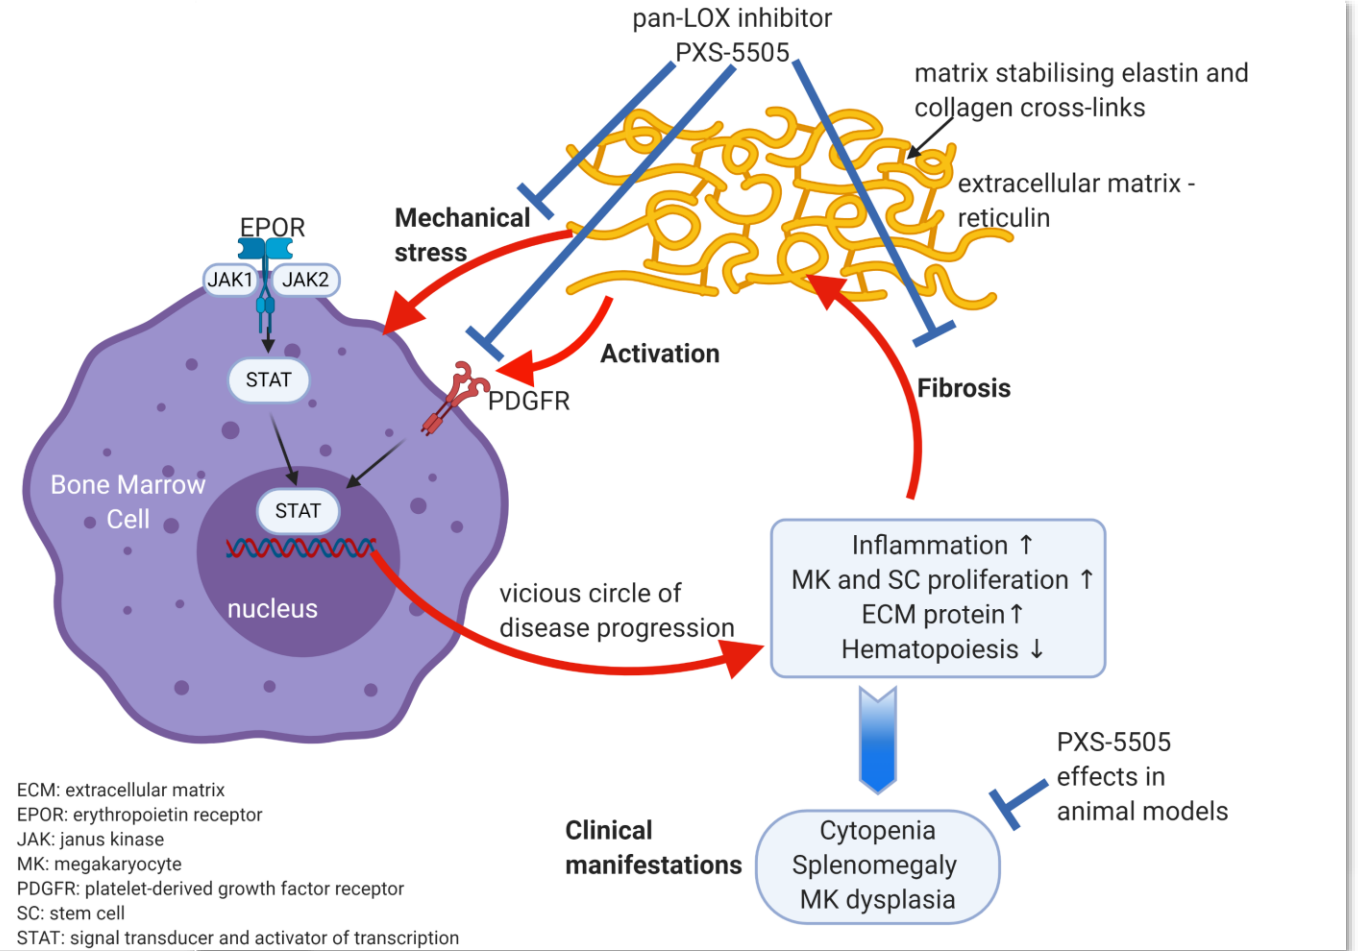 pan-LOX inhibitor
PXS-5505
matrix stabilising elastin and
collagen cross-links
extracellular matrix -
reticulin
Mechanical
stress
EPOR
JAK1
JAK2
STAT
Activation
PDGFR
Fibrosis
Bone Marrow
Cell
STAT
nucleus
vicious circle of
disease progression
Inflammation ↑
MK and SC proliferation ↑
ECM protein↑
Hematopoiesis ↓
PXS-5505
effects in
animal models
Clinical
manifestations
Cytopenia
Splenomegaly
MK dysplasia
ECM: extracellular matrix
EPOR: erythropoietin receptor
JAK: janus kinase
MK: megakaryocyte
PDGFR: platelet-derived growth factor receptor
SC: stem cell
STAT: signal transducer and activator of transcription